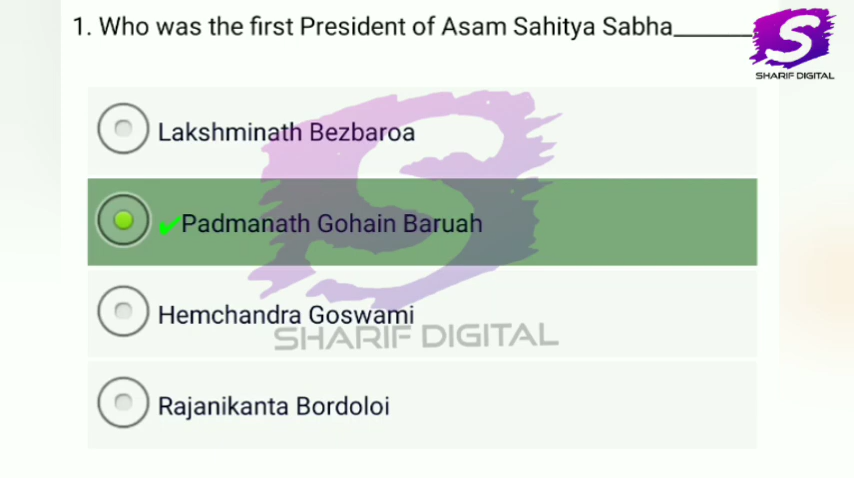 1. Who was the first President of Asam Sahitya Sabha______
S
SHARIF DIGITAL
Lakshminath Bezbaroa
✔Padmanath Gohain Baruah
Hemchandra Goswami
SHARIF DIGITAL
Rajanikanta Bordoloi